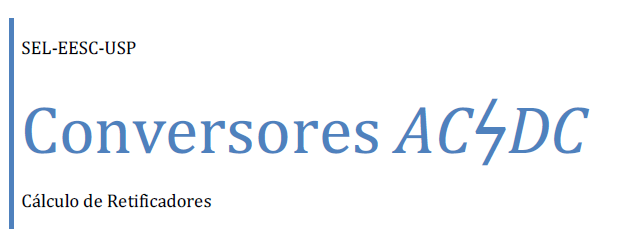 SEL-EESC-USP
Conversores AC⚡DC
Cálculo de Retificadores